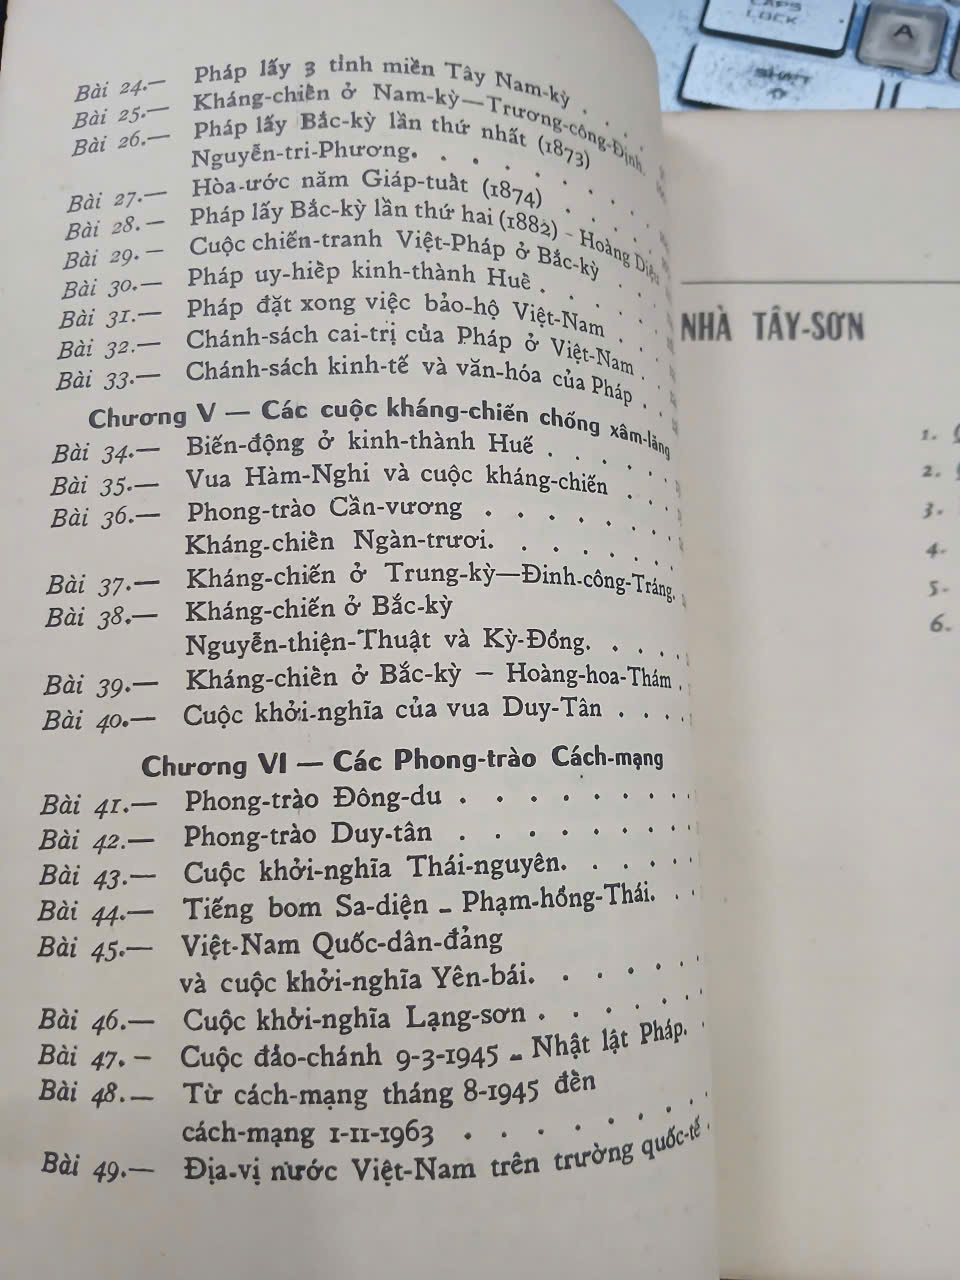 Bài 24.— Pháp lấy 3 tỉnh miền Tây Nam-kỳ . .
Bài 25.— Kháng-chiến ở Nam-kỳ—Trương-công-Định.
Bài 26.— Pháp lấy Bắc-kỳ lần thứ nhất (1873)
Nguyễn-tri-Phương. . . . . . .
Bài 27.— Hòa-ước năm Giáp-tuất (1874) . . . .
Bài 28.— Pháp lấy Bắc-kỳ lần thứ hai (1882) - Hoàng Diệu
Bài 29.— Cuộc chiến-tranh Việt-Pháp ở Bắc-kỳ . .
Bài 30.— Pháp uy-hiếp kinh-thành Huế . . . . .
Bài 31.— Pháp đặt xong việc bảo-hộ Việt-Nam . .
Bài 32.— Chánh-sách cai-trị của Pháp ở Việt-Nam . .
Bài 33.— Chánh-sách kinh-tế và văn-hóa của Pháp . .
Chương V — Các cuộc kháng-chiến chống xâm-lăng
Bài 34.— Biến-động ở kinh-thành Huế . . . . .
Bài 35.— Vua Hàm-Nghi và cuộc kháng-chiến . . .
Bài 36.— Phong-trào Cần-vương . . . . . . .
Kháng-chiến Ngàn-trươi. . . . . . .
Bài 37.— Kháng-chiến ở Trung-kỳ—Đinh-công-Tráng.
Bài 38.— Kháng-chiến ở Bắc-kỳ
Nguyễn-thiện-Thuật và Kỳ-Đồng. . . . .
Bài 39.— Kháng-chiến ở Bắc-kỳ — Hoàng-hoa-Thám .
Bài 40.— Cuộc khởi-nghĩa của vua Duy-Tân . . . .
Chương VI — Các Phong-trào Cách-mạng
Bài 41.— Phong-trào Đông-du . . . . . . . . .
Bài 42.— Phong-trào Duy-tân . . . . . . . . .
Bài 43.— Cuộc khởi-nghĩa Thái-nguyên. . . . .
Bài 44.— Tiếng bom Sa-diện - Phạm-hồng-Thái. . .
Bài 45.— Việt-Nam Quốc-dân-đảng
và cuộc khởi-nghĩa Yên-bái. . . . . .
Bài 46.— Cuộc khởi-nghĩa Lạng-sơn . . . . . .
Bài 47.— Cuộc đảo-chánh 9-3-1945 - Nhật lật Pháp. .
Bài 48.— Từ cách-mạng tháng 8-1945 đến
cách-mạng 1-11-1963 . . . . . . .
Bài 49.— Địa-vị nước Việt-Nam trên trường quốc-tế .
NHÀ TÂY-SƠN
1.
2.
3.
4.
5.
6.
CAPS
LOCK
A
SHIFT